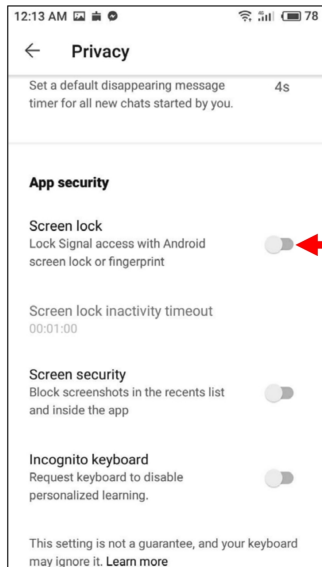 12:13 AM 78
Privacy
Set a default disappearing message 4s
timer for all new chats started by you.
App security
Screen lock
Lock Signal access with Android
screen lock or fingerprint
Screen lock inactivity timeout
00:01:00
Screen security
Block screenshots in the recents list
and inside the app
Incognito keyboard
Request keyboard to disable
personalized learning.
This setting is not a guarantee, and your keyboard
may ignore it. Learn more